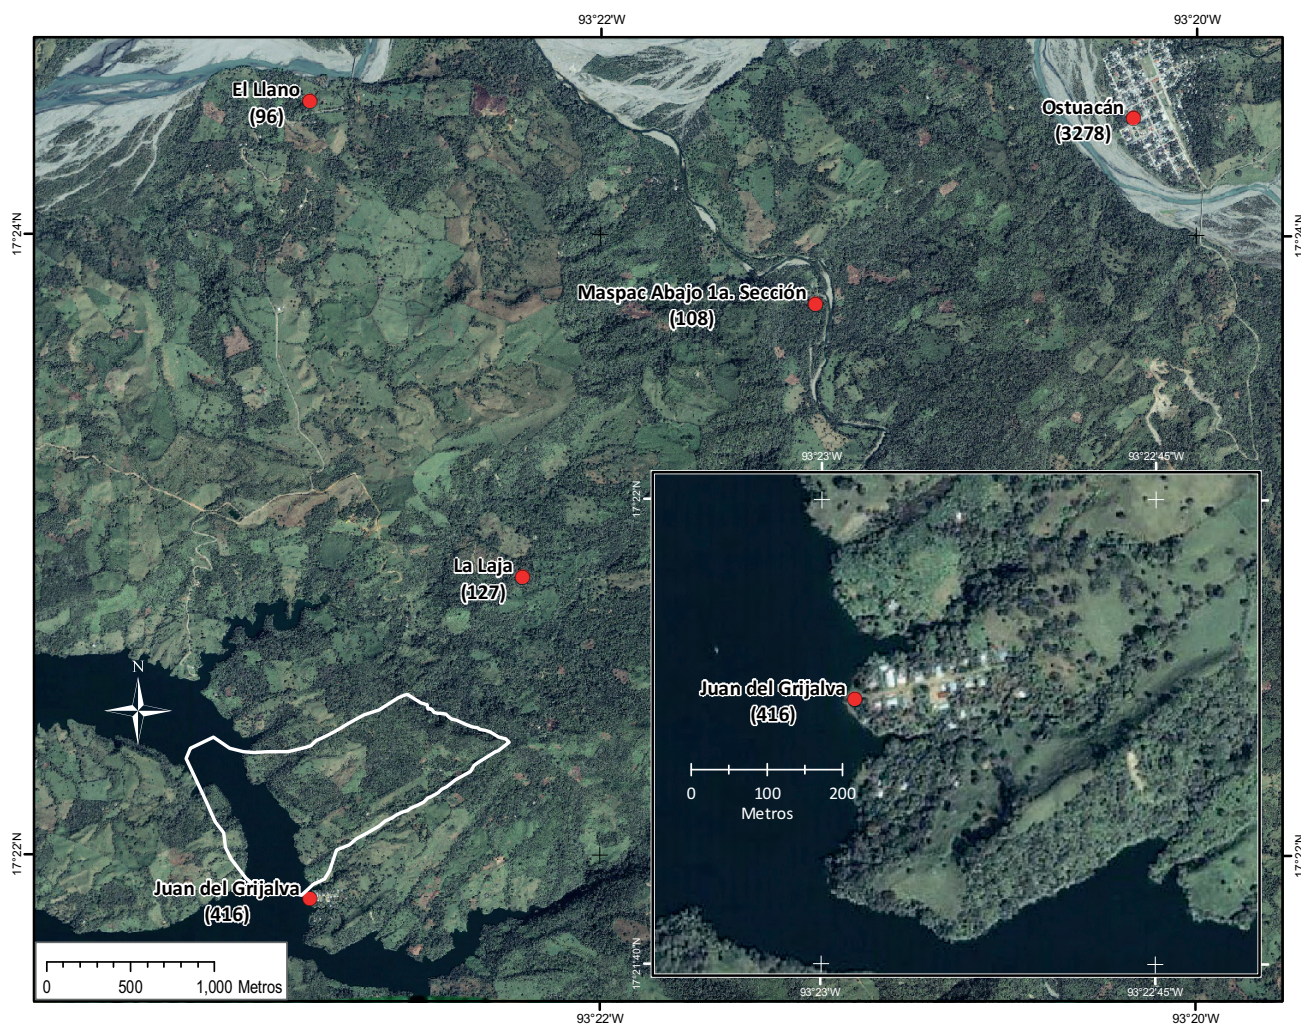 93°22'W
93°20'W
El Llano
(96)
Ostuacán
(3278)
17°24'N
17°24'N
Maspac Abajo 1a. Sección
(108)
93°23'W
93°22'45"W
17°22'N
La Laja
(127)
N
Juan del Grijalva
(416)
0 100 200
Metros
17°22'N
17°22'N
Juan del Grijalva
(416)
17°21'40"N
0 500 1,000 Metros
93°23'W
93°22'45"W
93°22'W
93°20'W